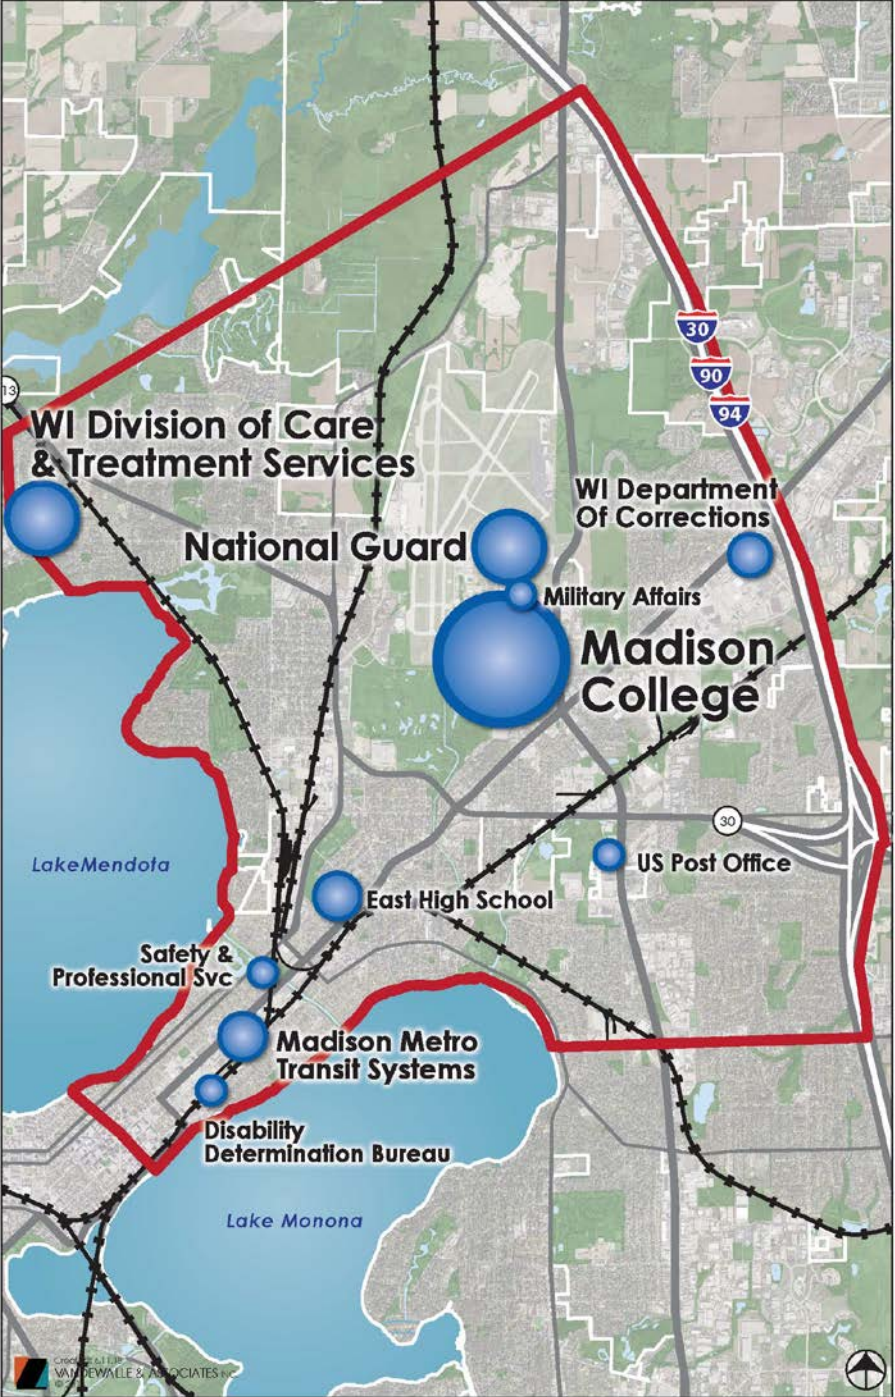 30
90
94
13
WI Division of Care
& Treatment Services
WI Department
Of Corrections
National Guard
Military Affairs
Madison
College
30
LakeMendota
US Post Office
East High School
Safety &
Professional Svc
Madison Metro
Transit Systems
Disability
Determination Bureau
Lake Monona
VANDEWALLE & ASSOCIATES INC.
©